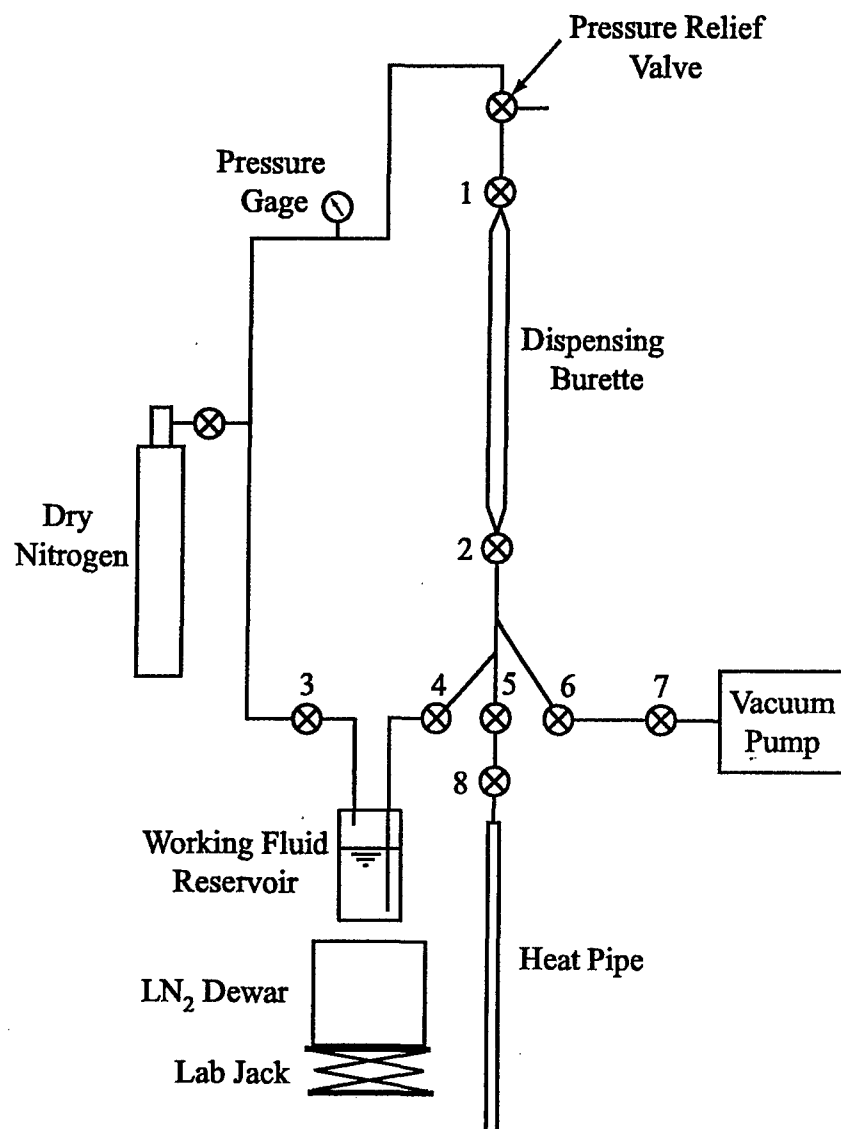 Pressure Relief
Valve
Pressure
Gage
1
Dispensing
Burette
Dry
Nitrogen
2
3
4
5
6
7
Vacuum
Pump
8
Working Fluid
Reservoir
Heat Pipe
LN₂ Dewar
Lab Jack